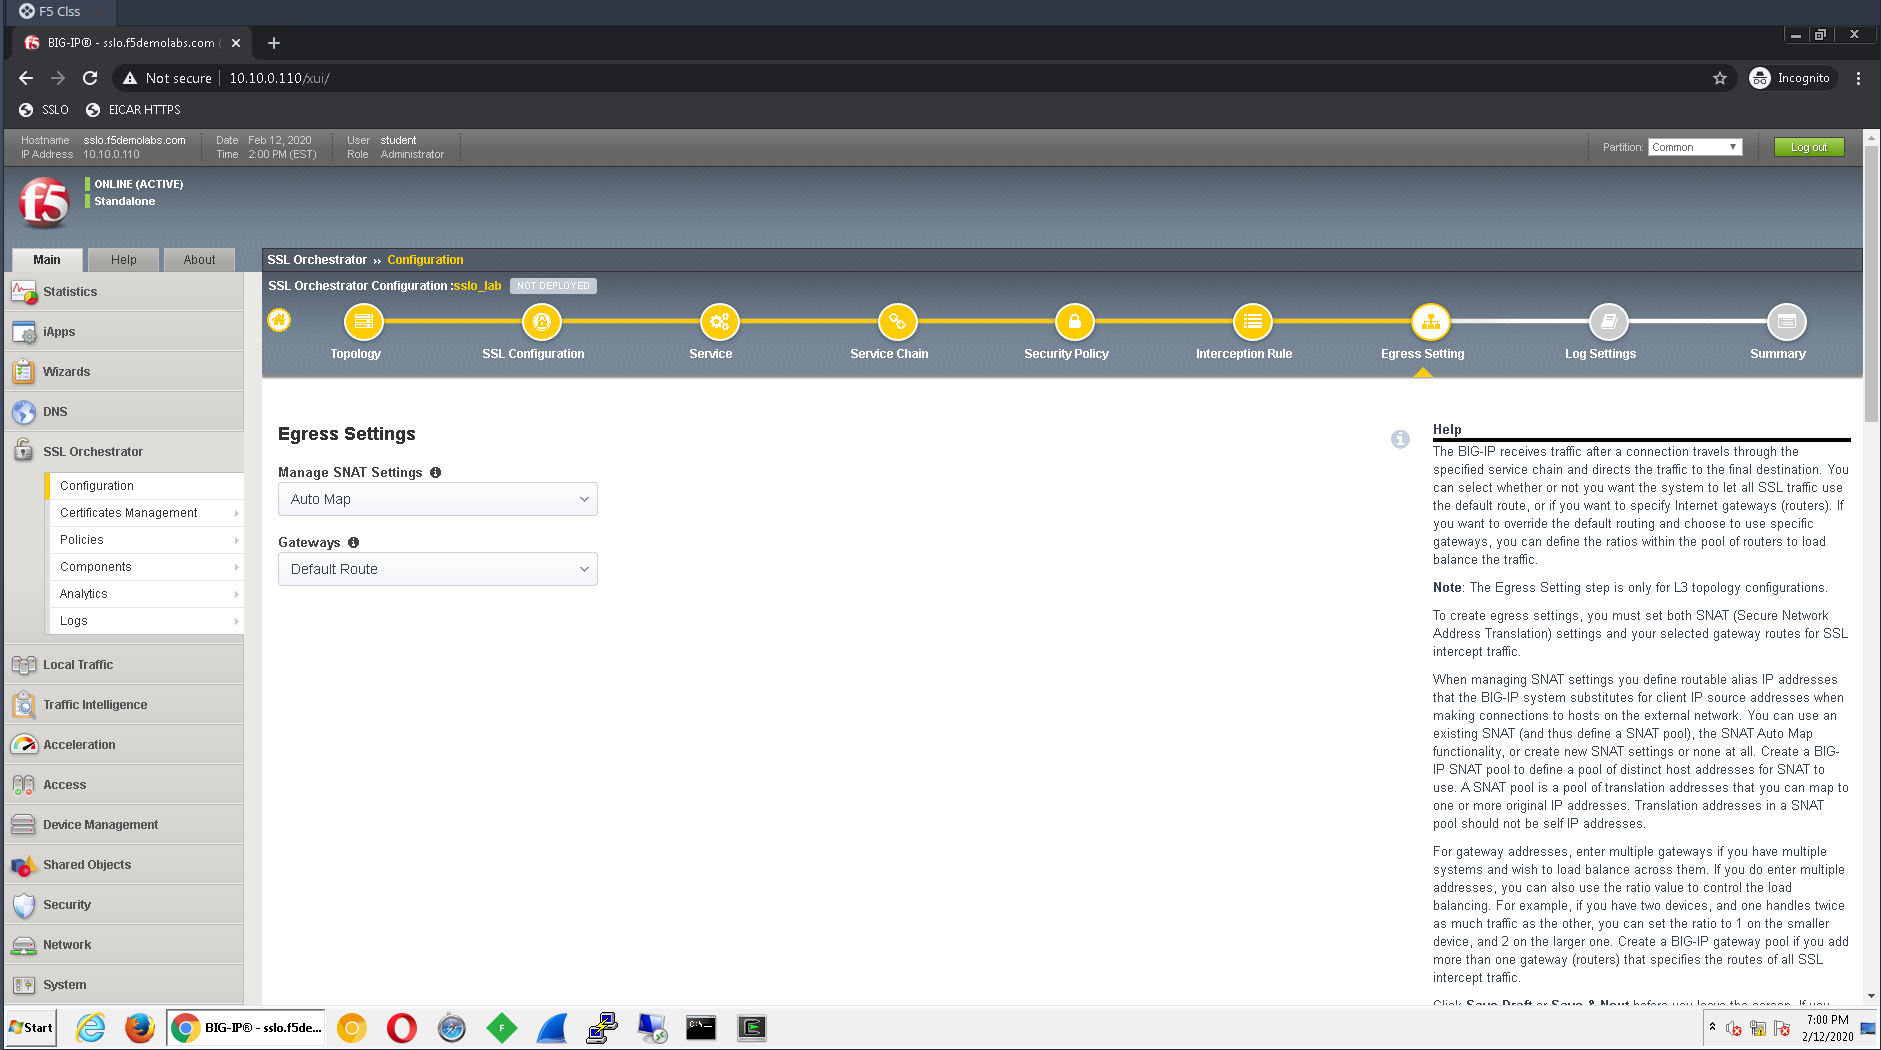 F5 Clss
BIG-IP® - sslo.f5demolabs.com (
Not secure 10.10.0.110/xui/
Incognito
SSLO EICAR HTTPS
Hostname sslo.f5demolabs.com Date Feb 12, 2020 User student
IP Address 10.10.0.110 Time 2:00 PM (EST) Role Administrator
Partition: Common Log out
f5
ONLINE (ACTIVE)
Standalone
Main Help About
SSL Orchestrator ›› Configuration
SSL Orchestrator Configuration :sslo_lab NOT DEPLOYED
Topology SSL Configuration Service Service Chain Security Policy Interception Rule Egress Setting Log Settings Summary
Statistics
iApps
Wizards
DNS
SSL Orchestrator
Configuration
Certificates Management
Policies
Components
Analytics
Logs
Local Traffic
Traffic Intelligence
Acceleration
Access
Device Management
Shared Objects
Security
Network
System
Egress Settings
Manage SNAT Settings
Auto Map
Gateways
Default Route
Help
The BIG-IP receives traffic after a connection travels through the
specified service chain and directs the traffic to the final destination. You
can select whether or not you want the system to let all SSL traffic use
the default route, or if you want to specify Internet gateways (routers). If
you want to override the default routing and choose to use specific
gateways, you can define the ratios within the pool of routers to load
balance the traffic.
Note: The Egress Setting step is only for L3 topology configurations.
To create egress settings, you must set both SNAT (Secure Network
Address Translation) settings and your selected gateway routes for SSL
intercept traffic.
When managing SNAT settings you define routable alias IP addresses
that the BIG-IP system substitutes for client IP source addresses when
making connections to hosts on the external network. You can use an
existing SNAT (and thus define a SNAT pool), the SNAT Auto Map
functionality, or create new SNAT settings or none at all. Create a BIG-
IP SNAT pool to define a pool of distinct host addresses for SNAT to
use. A SNAT pool is a pool of translation addresses that you can map to
one or more original IP addresses. Translation addresses in a SNAT
pool should not be self IP addresses.
For gateway addresses, enter multiple gateways if you have multiple
systems and wish to load balance across them. If you do enter multiple
addresses, you can also use the ratio value to control the load
balancing. For example, if you have two devices, and one handles twice
as much traffic as the other, you can set the ratio to 1 on the smaller
device, and 2 on the larger one. Create a BIG-IP gateway pool if you add
more than one gateway (routers) that specifies the routes of all SSL
intercept traffic.
Click Save Draft or Save & Next before you leave the screen. If you
Start
BIG-IP® - sslo.f5de...
7:00 PM
2/12/2020